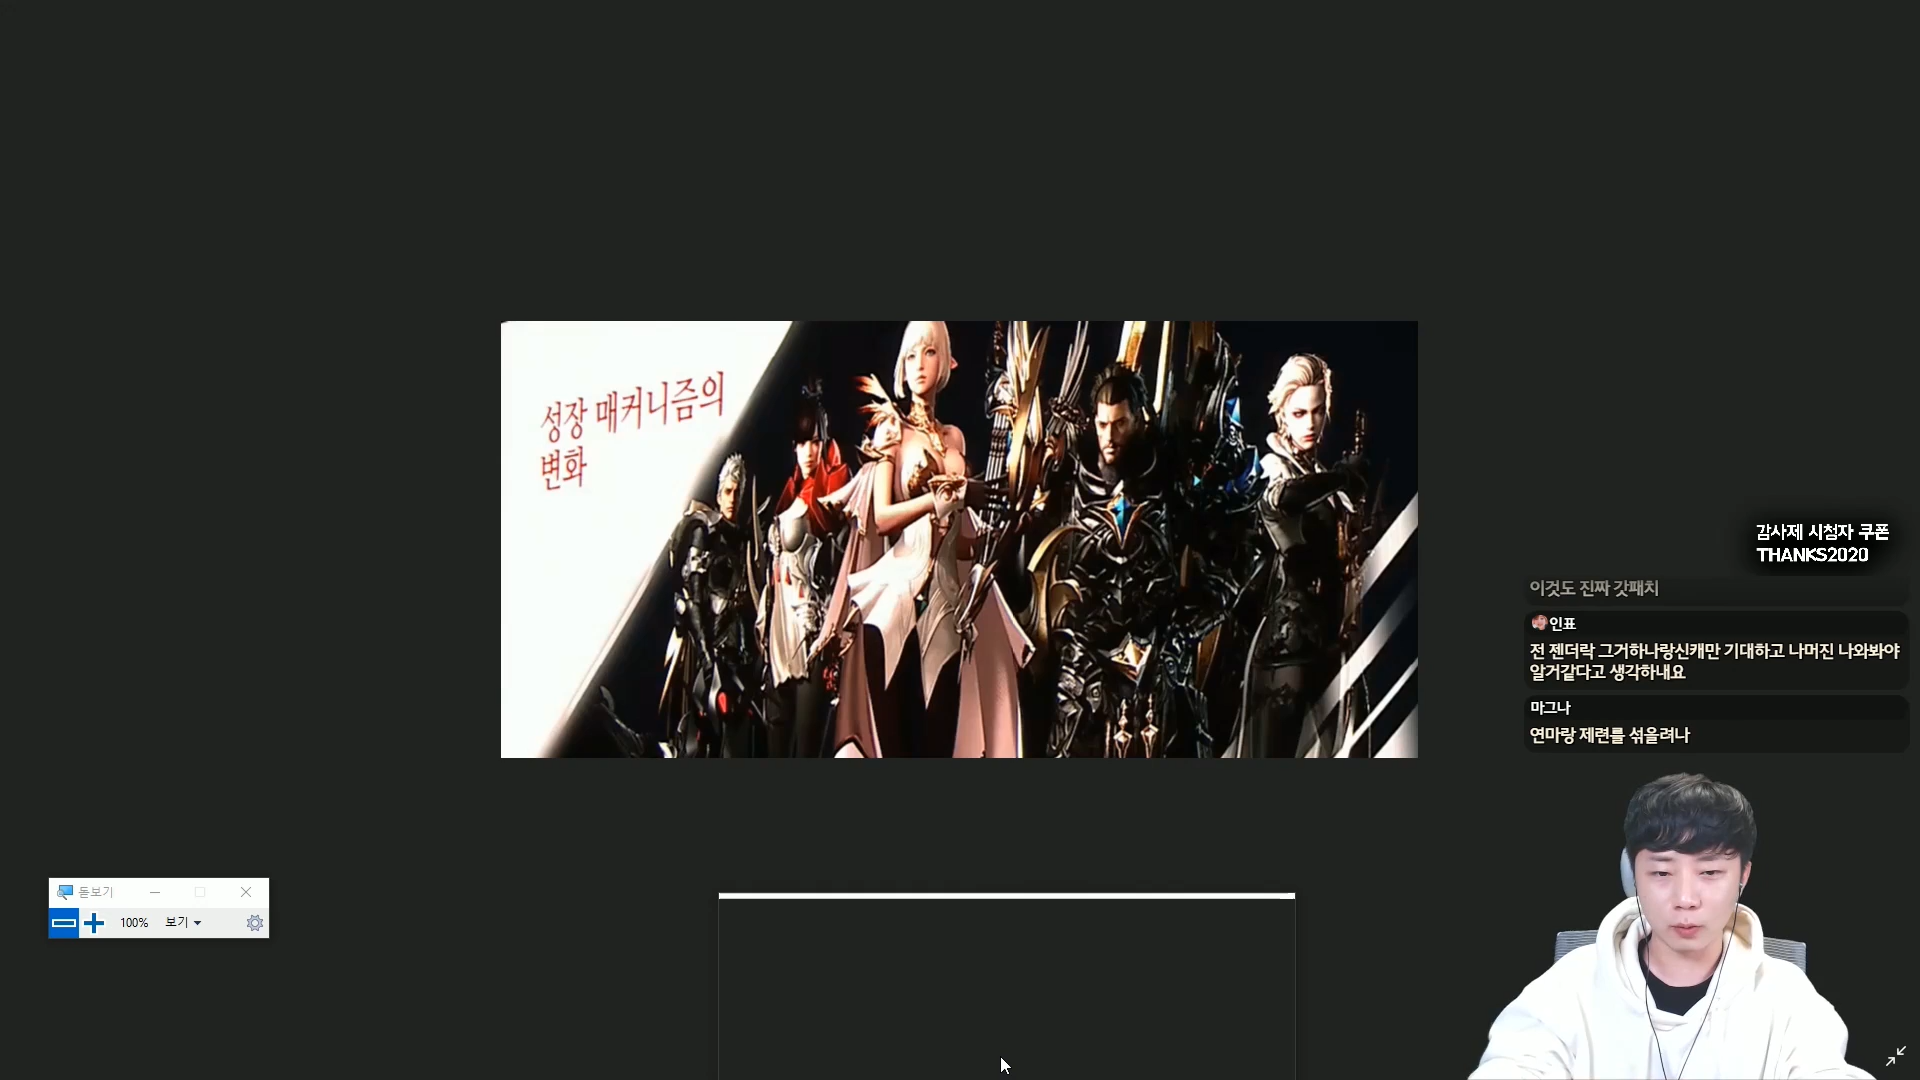 성장 매커니즘의
변화
감사제 시청자 쿠폰
THANKS2020
이것도 진짜 갓패치
인표
전 젠더락 그거하나랑신캐만 기대하고 나머진 나와봐야
알거같다고 생각하내요
마그나
연마랑 제련를 섞을려나
돋보기
100% 보기